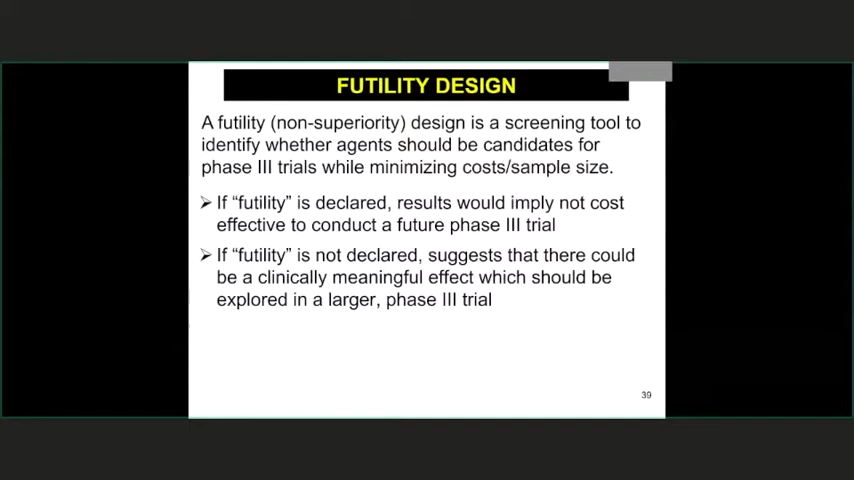 FUTILITY DESIGN
A futility (non-superiority) design is a screening tool to
identify whether agents should be candidates for
phase III trials while minimizing costs/sample size.
➢ If “futility” is declared, results would imply not cost
effective to conduct a future phase III trial
➢ If “futility” is not declared, suggests that there could
be a clinically meaningful effect which should be
explored in a larger, phase III trial
39